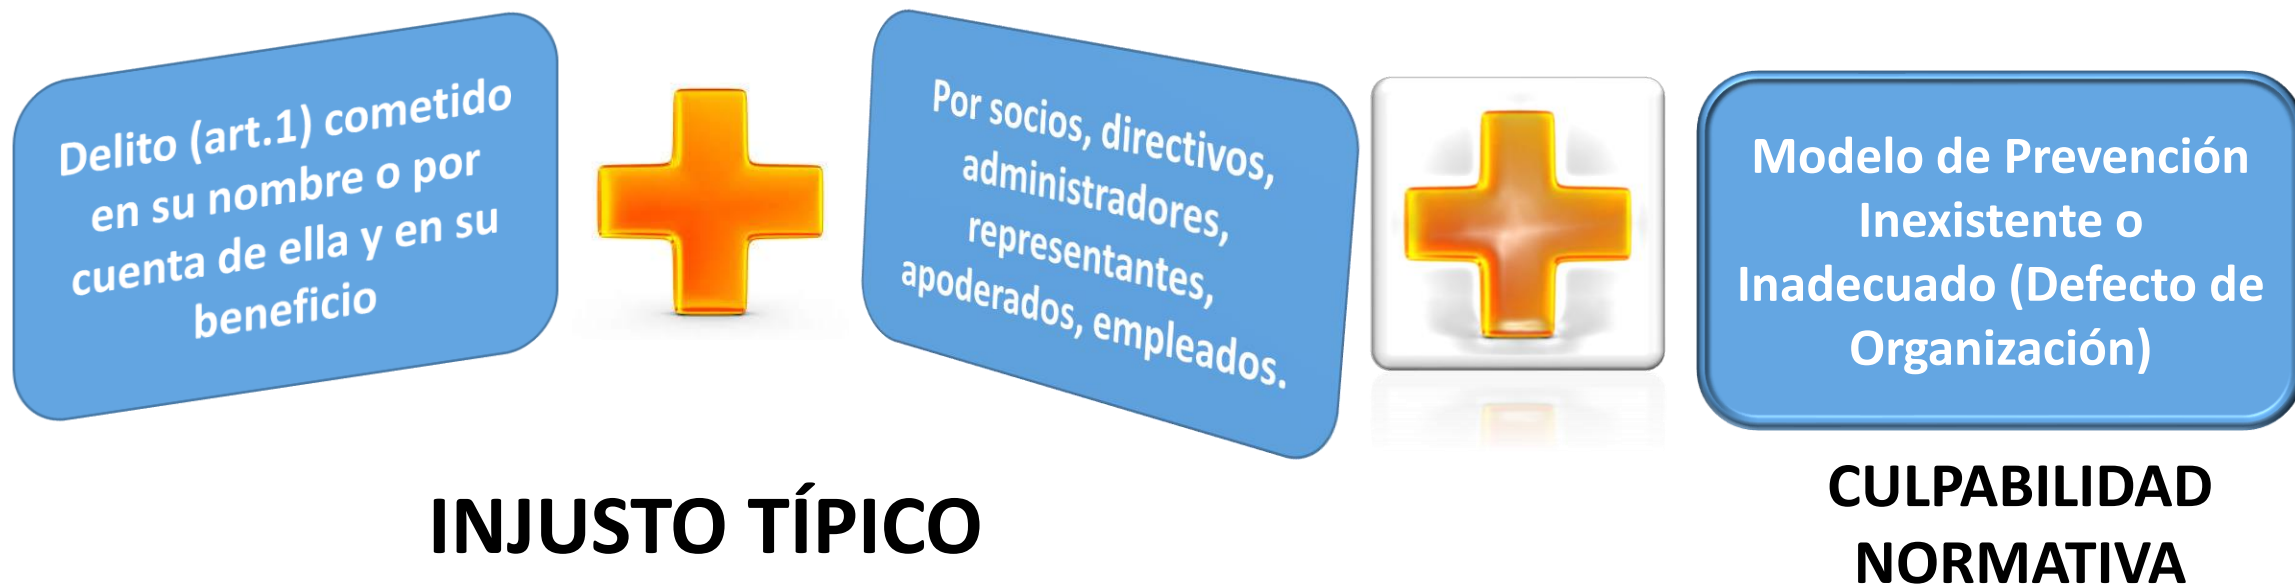 Delito (art.1) cometido
en su nombre o por
cuenta de ella y en su
beneficio
Por socios, directivos,
administradores,
representantes,
apoderados, empleados.
Modelo de Prevención
Inexistente o
Inadecuado (Defecto de
Organización)
INJUSTO TÍPICO
CULPABILIDAD
NORMATIVA